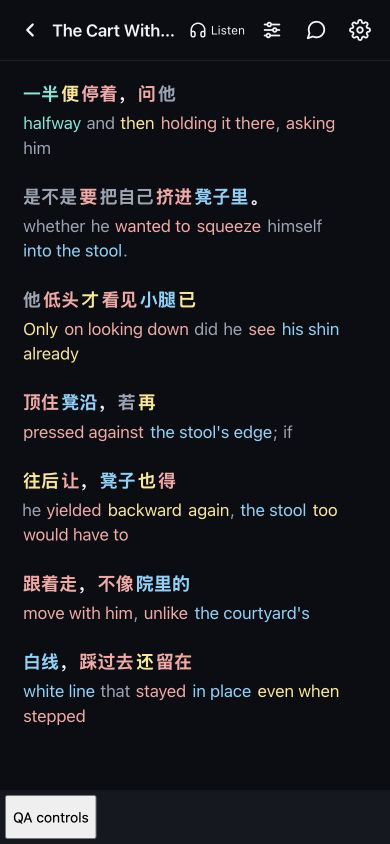 The Cart With...
Listen
一半便停着，问他
halfway and then holding it there, asking
him
是不是要把自己挤进凳子里。
whether he wanted to squeeze himself
into the stool.
他低头才看见小腿已
Only on looking down did he see his shin
already
顶住凳沿，若再
pressed against the stool's edge; if
往后让，凳子也得
he yielded backward again, the stool too
would have to
跟着走，不像院里的
move with him, unlike the courtyard's
白线，踩过去还留在
white line that stayed in place even when
stepped
QA controls